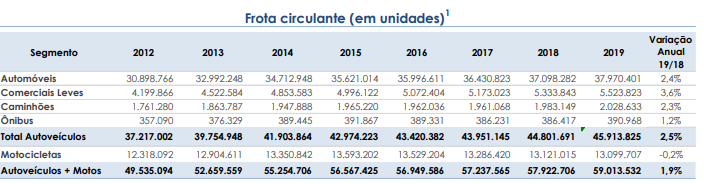 Frota circulante (em unidades)1
Segmento 2012 2013 2014 2015 2016 2017 2018 2019 Variação Anual 19/18
Automóveis 30.898.766 32.992.248 34.712.948 35.621.014 35.996.611 36.430.823 37.098.282 37.970.401 2,4%
Comerciais Leves 4.199.866 4.522.584 4.853.583 4.996.122 5.072.404 5.173.023 5.333.843 5.523.823 3,6%
Caminhões 1.761.280 1.863.787 1.947.888 1.965.220 1.962.036 1.961.068 1.983.149 2.028.633 2,3%
Ônibus 357.090 376.329 389.445 391.867 389.331 386.231 386.417 390.968 1,2%
Total Autoveículos 37.217.002 39.754.948 41.903.864 42.974.223 43.420.382 43.951.145 44.801.691 45.913.825 2,5%
Motocicletas 12.318.092 12.904.611 13.350.842 13.593.202 13.529.204 13.286.420 13.121.015 13.099.707 -0,2%
Autoveículos + Motos 49.535.094 52.659.559 55.254.706 56.567.425 56.949.586 57.237.565 57.922.706 59.013.532 1,9%